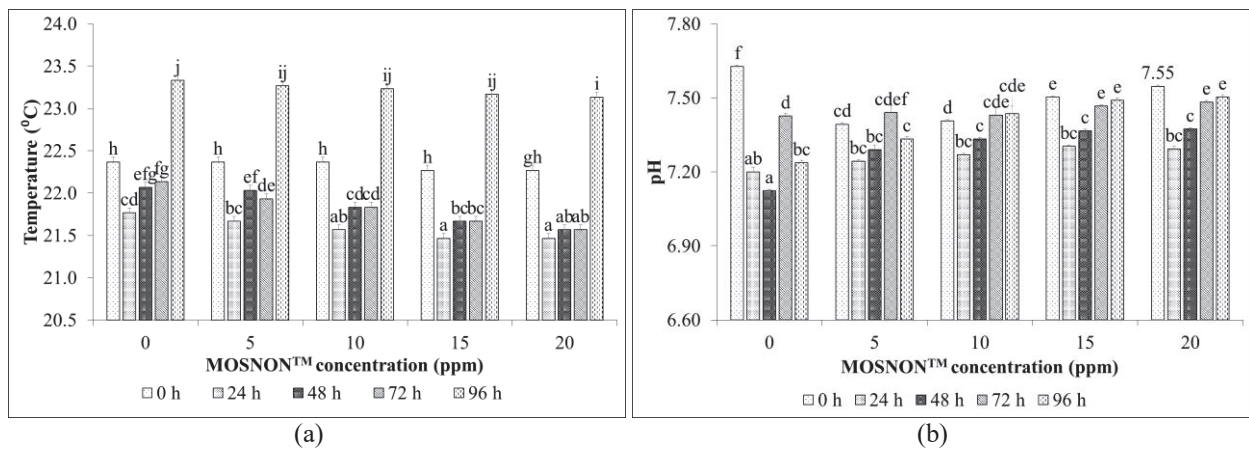 24.0
23.5
23.0
22.5
22.0
21.5
21.0
20.5
Temperature (⁰C)
h cd efg fg j
h bc ef de ij
h ab cd cd ij
h a bc bc ij
gh a ab ab i
0 5 10 15 20
MOSNON™ concentration (ppm)
0 h 24 h 48 h 72 h 96 h
(a)
7.80
7.50
7.20
6.90
6.60
pH
f ab a d bc
cd bc bc cdef c
d bc c cde cde
e bc c e e
7.55 bc c e e
0 5 10 15 20
MOSNON™ concentration (ppm)
0 h 24 h 48 h 72 h 96 h
(b)